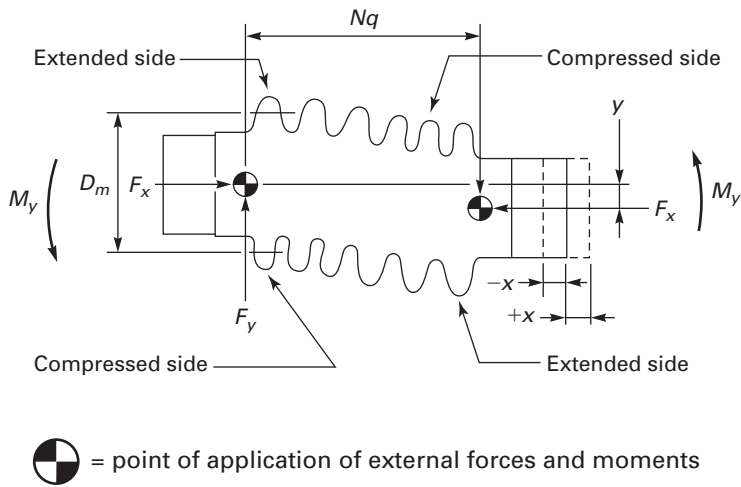 Nq
Extended side
Compressed side
y
M_y
D_m
F_x
F_x
M_y
−x
+x
F_y
Compressed side
Extended side
= point of application of external forces and moments